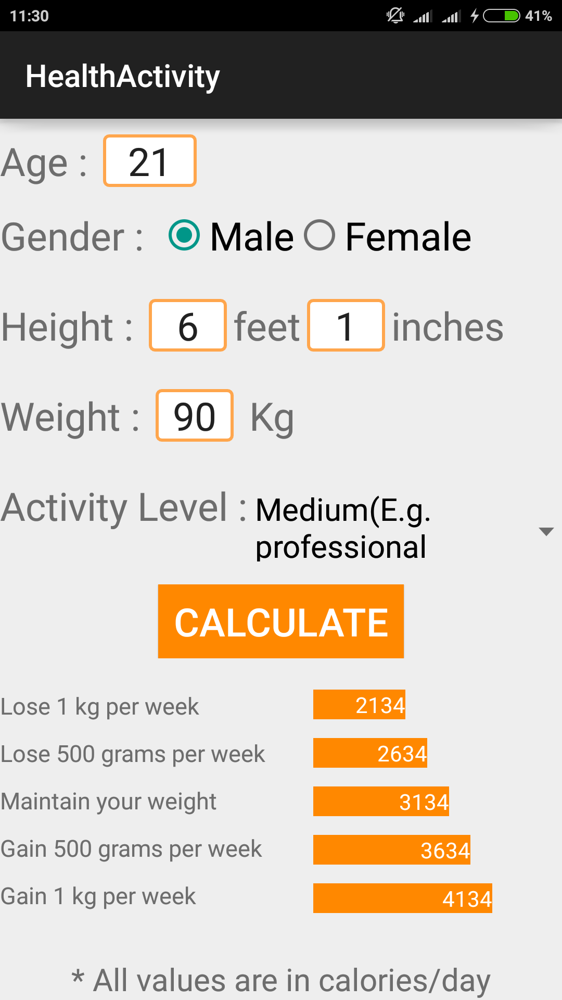 11:30 41%
HealthActivity
Age : 21
Gender : Male Female
Height : 6 feet 1 inches
Weight : 90 Kg
Activity Level : Medium(E.g.
professional
CALCULATE
Lose 1 kg per week 2134
Lose 500 grams per week 2634
Maintain your weight 3134
Gain 500 grams per week 3634
Gain 1 kg per week 4134
* All values are in calories/day